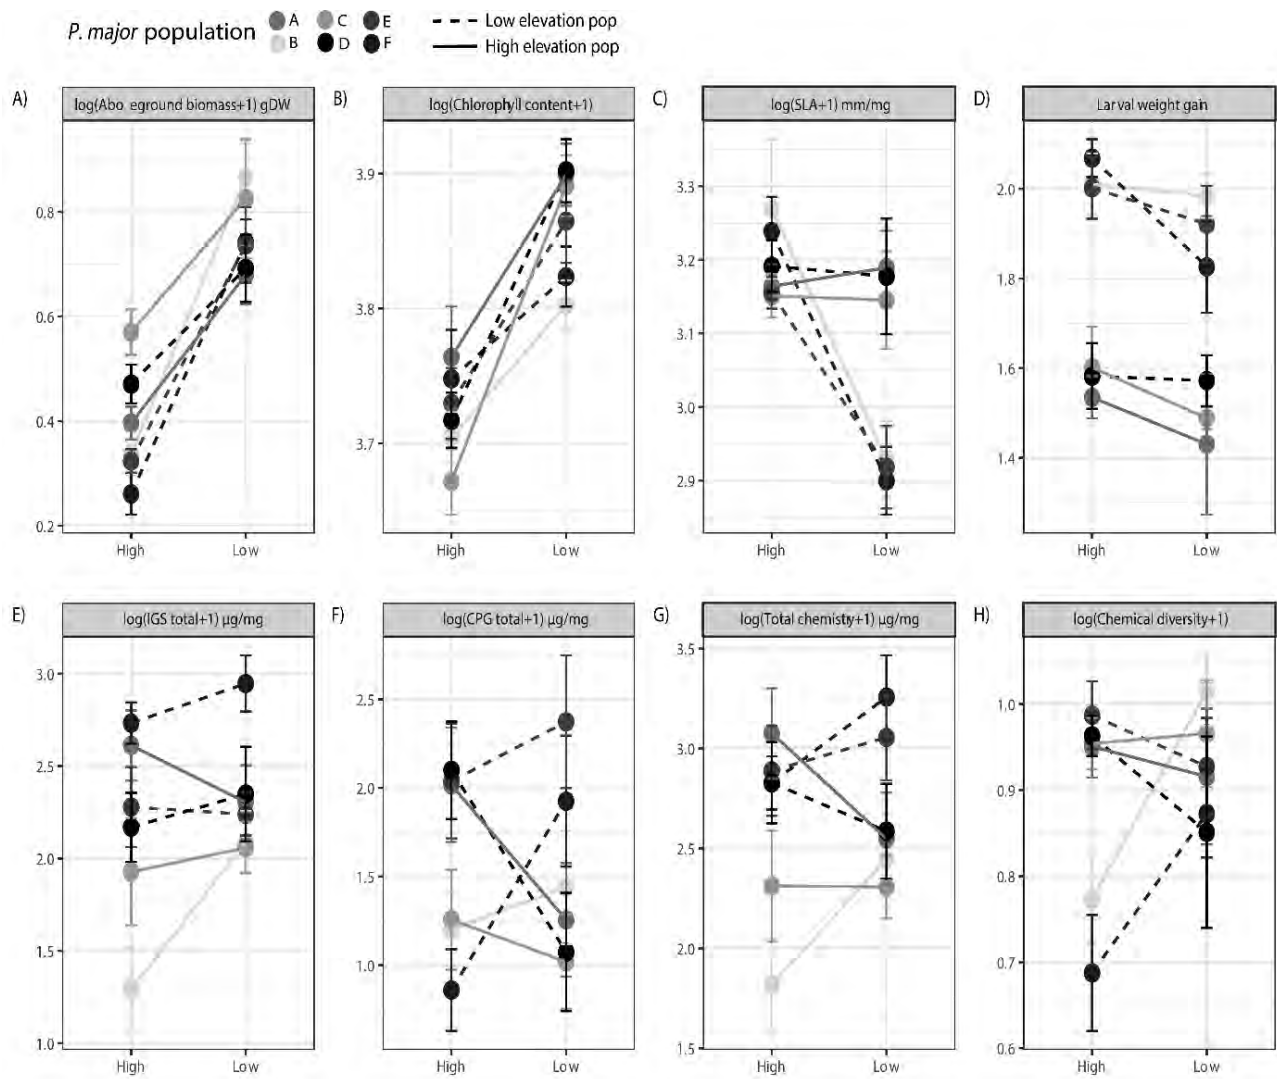 P. major population A C E Low elevation pop
B D F High elevation pop
A) log(Abo eground biomass+1) gDW B) log(Chlorophyll content+1) C) log(SLA+1) mm/mg D) Larval weight gain
0.8
0.6
0.4
0.2
High Low
3.9
3.8
3.7
High Low
3.3
3.2
3.1
3.0
2.9
High Low
2.0
1.8
1.6
1.4
High Low
E) log(IGS total+1) µg/mg F) log(CPG total+1) µg/mg G) log(Total chemisty+1) µg/mg H) log(Chemical diversity+1)
3.0
2.5
2.0
1.5
1.0
High Low
2.5
2.0
1.5
1.0
High Low
3.5
3.0
2.5
2.0
1.5
High Low
1.0
0.9
0.8
0.7
0.6
High Low